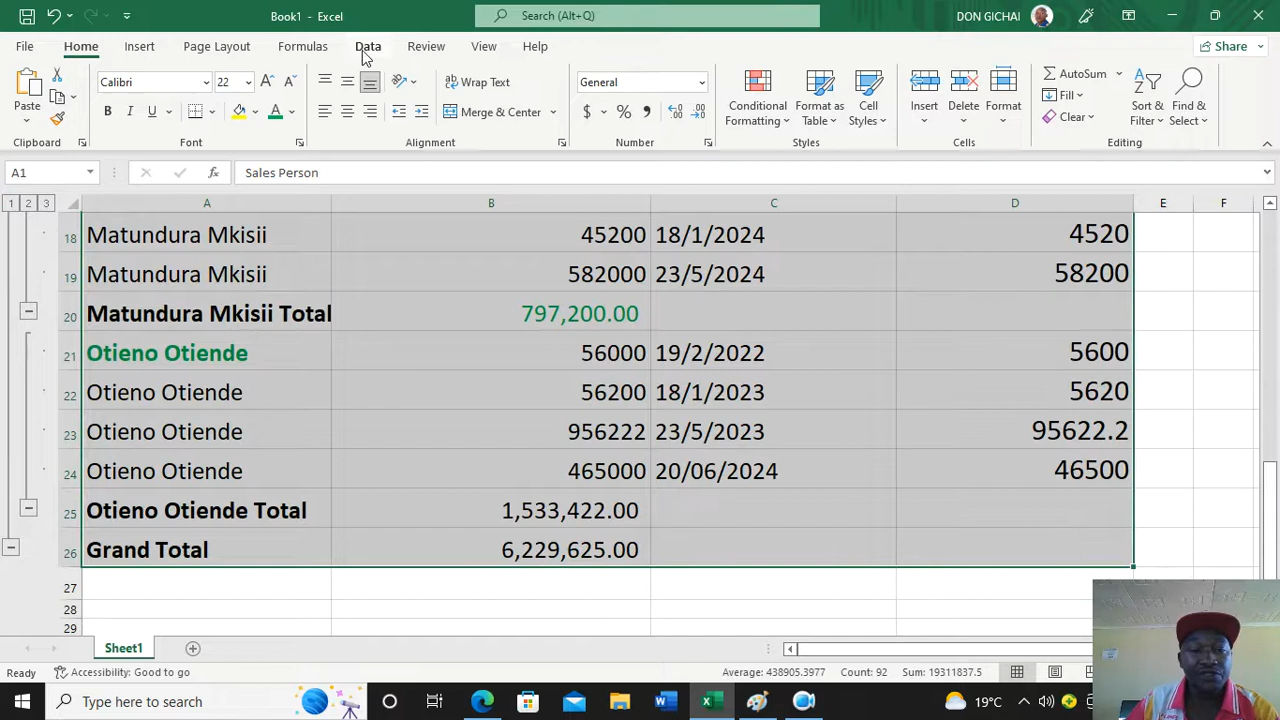 Book1 - Excel
Search (Alt+Q)
DON GICHAI
File Home Insert Page Layout Formulas Data Review View Help Share
Calibri 22 Wrap Text General AutoSum
Paste Conditional Formatting Format as Table Cell Styles Insert Delete Format Fill Sort & Filter Find & Select
B I U A Merge & Center $ % , Clear
Clipboard Font Alignment Number Styles Cells Editing
A1 fx Sales Person
1 2 3 A B C D E F
18 Matundura Mkisii 45200 18/1/2024 4520
19 Matundura Mkisii 582000 23/5/2024 58200
20 Matundura Mkisii Total 797,200.00
21 Otieno Otiende 56000 19/2/2022 5600
22 Otieno Otiende 56200 18/1/2023 5620
23 Otieno Otiende 956222 23/5/2023 95622.2
24 Otieno Otiende 465000 20/06/2024 46500
25 Otieno Otiende Total 1,533,422.00
26 Grand Total 6,229,625.00
27
28
29
Sheet1
Ready Accessibility: Good to go Average: 438905.3977 Count: 92 Sum: 19311837.5
Type here to search 19°C